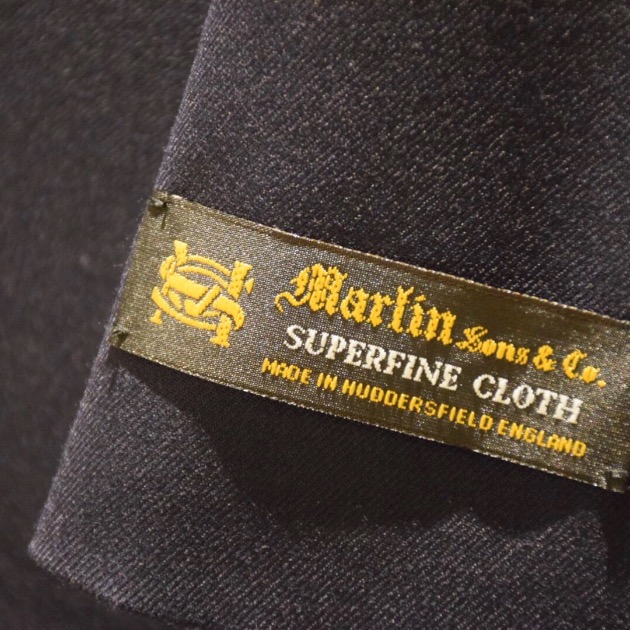 Martin Sons & Co.
SUPERFINE CLOTH
MADE IN HUDDERSFIELD ENGLAND